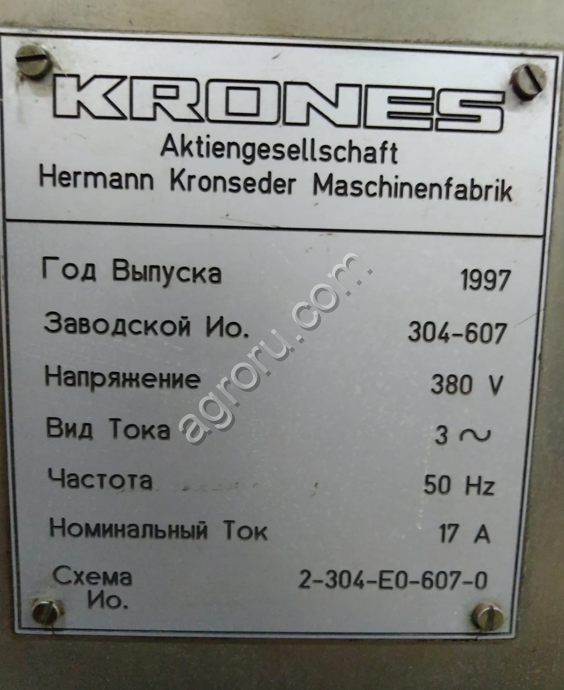 KRONES
Aktiengesellschaft
Hermann Kronseder Maschinenfabrik
Год Выпуска 1997
Заводской Ио. 304-607
Напряжение 380 V
Вид Тока 3 ~
Частота 50 Hz
Номинальный Ток 17 A
Схема 2-304-E0-607-0
Ио.
agroru.com